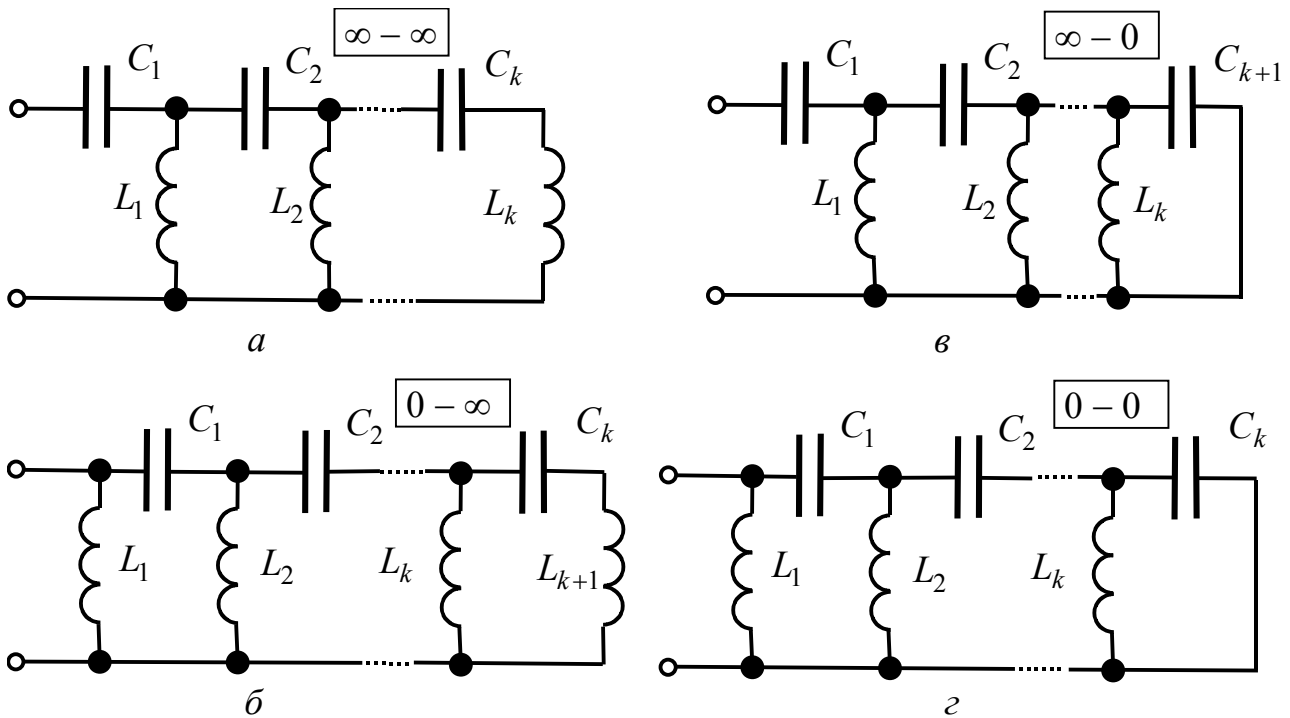 ∞ − ∞
C₁ C₂ Cₖ
L₁ L₂ Lₖ
а
∞ − 0
C₁ C₂ Cₖ₊₁
L₁ L₂ Lₖ
в
0 − ∞
C₁ C₂ Cₖ
L₁ L₂ Lₖ Lₖ₊₁
б
0 − 0
C₁ C₂ Cₖ
L₁ L₂ Lₖ
г